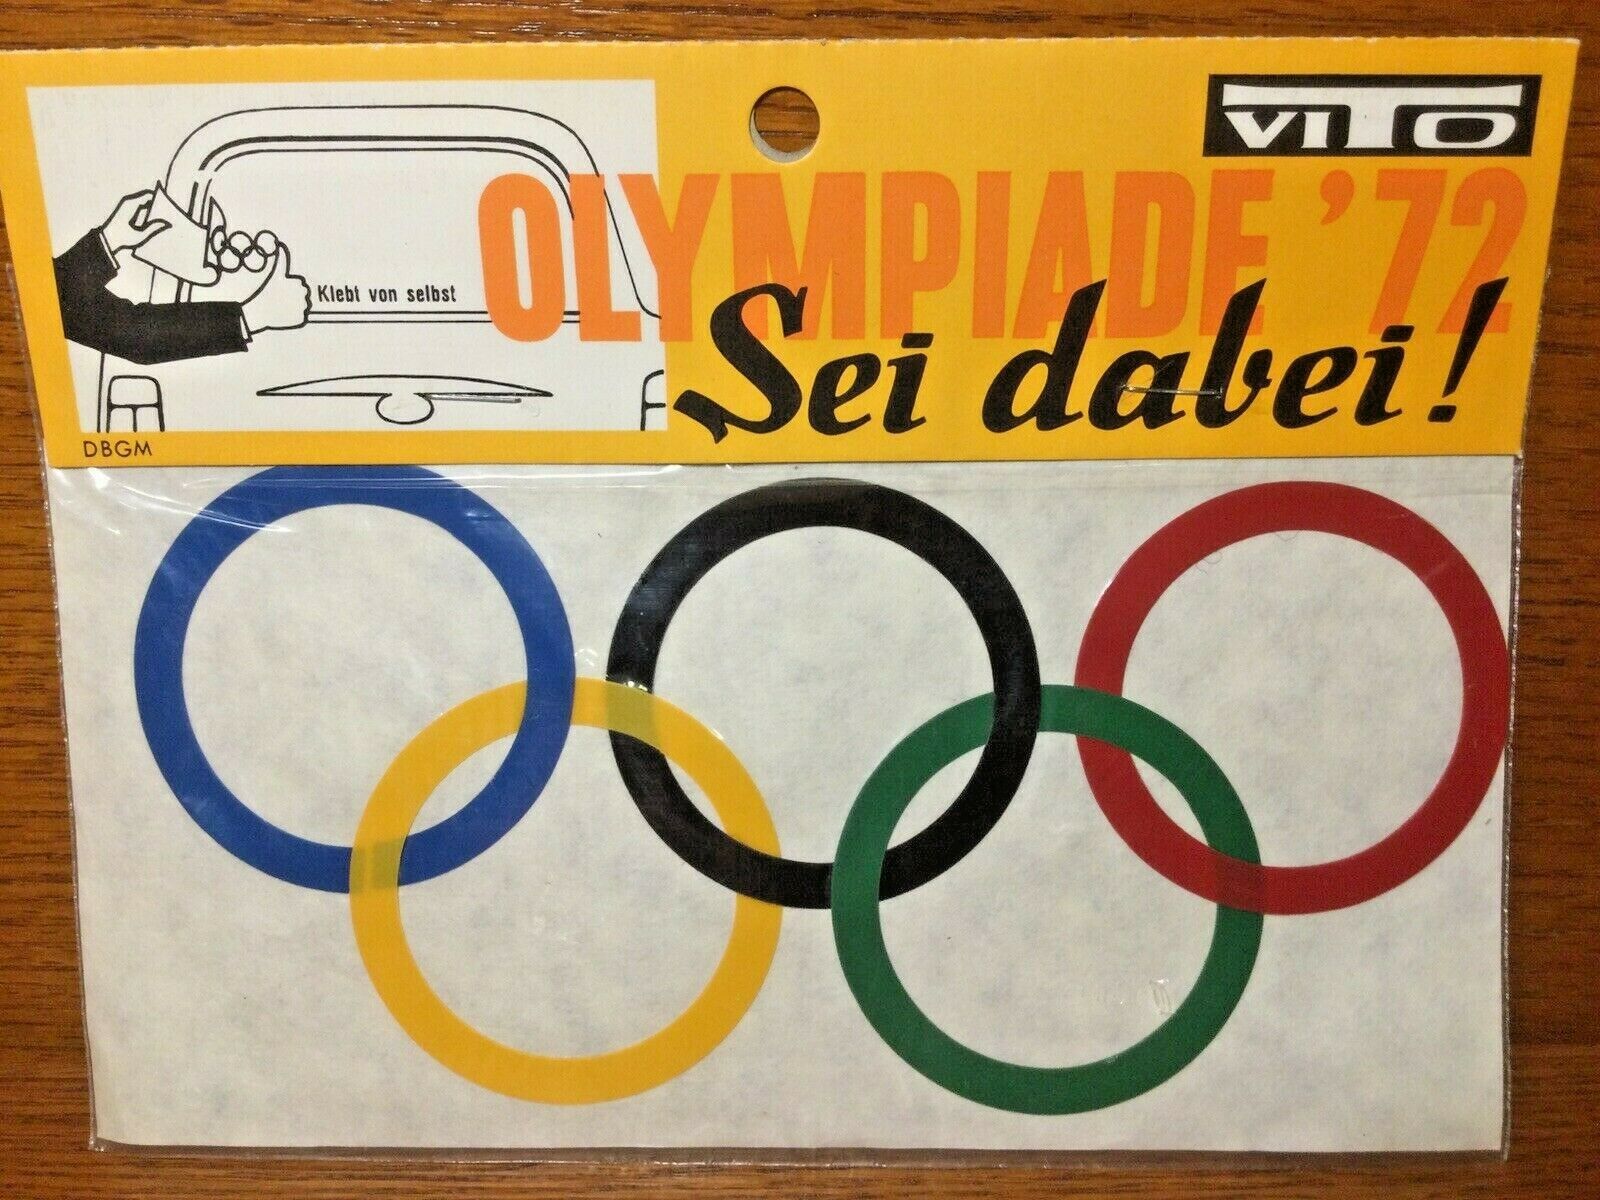 VITO
OLYMPIADE '72
Sei dabei!
Klebt von selbst
DBGM